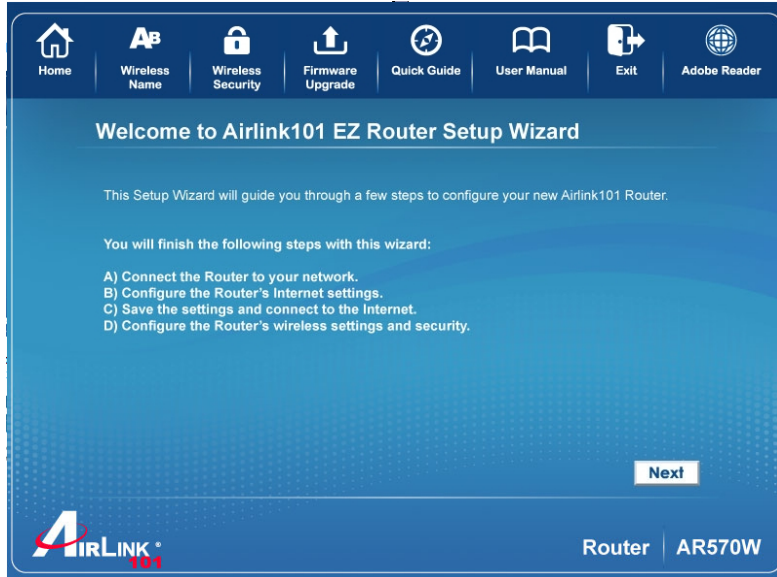 Home
AB
Wireless
Name
Wireless
Security
Firmware
Upgrade
Quick Guide
User Manual
Exit
Adobe Reader
Welcome to Airlink101 EZ Router Setup Wizard
This Setup Wizard will guide you through a few steps to configure your new Airlink101 Router.
You will finish the following steps with this wizard:
A) Connect the Router to your network.
B) Configure the Router's Internet settings.
C) Save the settings and connect to the Internet.
D) Configure the Router's wireless settings and security.
Next
AIRLINK ®
101
Router
AR570W